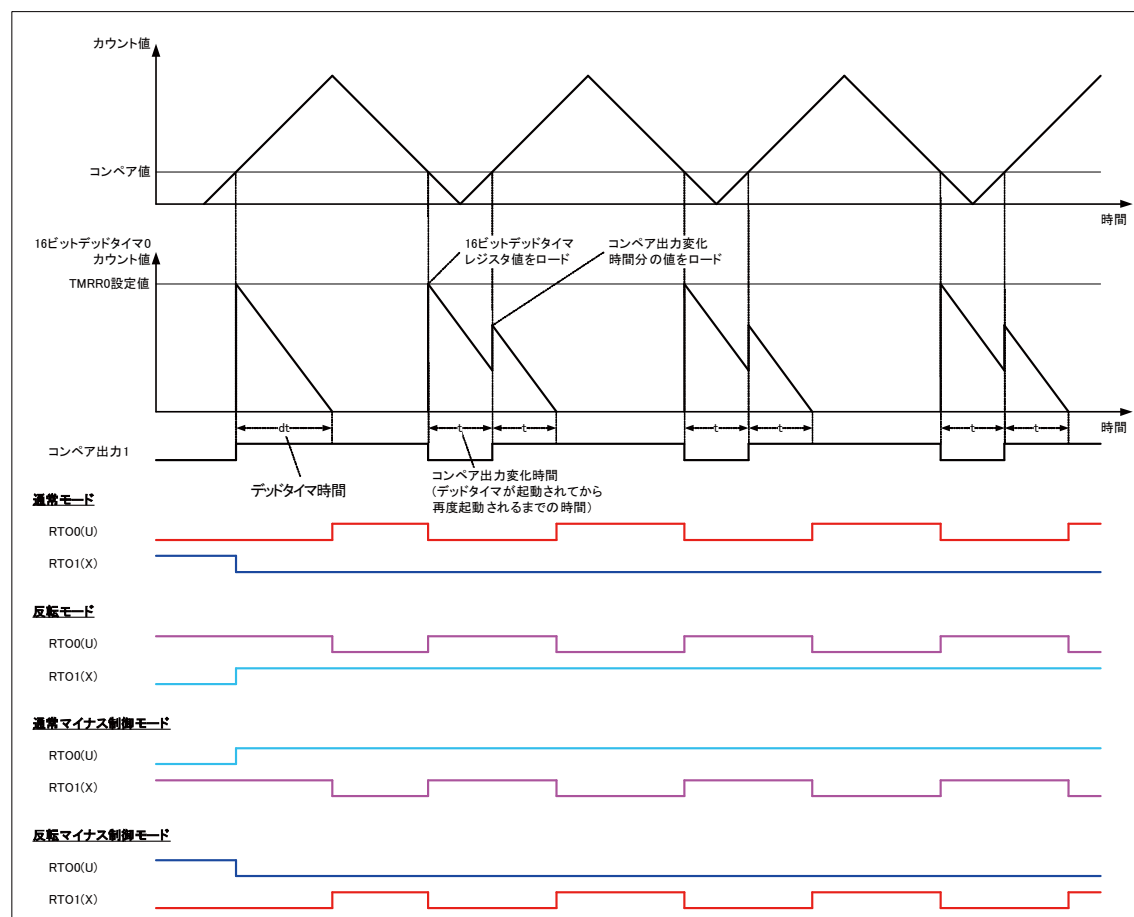 カウント値
コンペア値
時間
16ビットデッドタイマ0
カウント値
16ビットデッドタイマ
レジスタ値をロード
コンペア出力変化
時間分の値をロード
TMRR0設定値
時間
dt
t
t
t
t
t
t
コンペア出力1
デッドタイマ時間
コンペア出力変化時間
(デッドタイマが起動されてから
再度起動されるまでの時間)
通常モード
RTO0(U)
RTO1(X)
反転モード
RTO0(U)
RTO1(X)
通常マイナス制御モード
RTO0(U)
RTO1(X)
反転マイナス制御モード
RTO0(U)
RTO1(X)